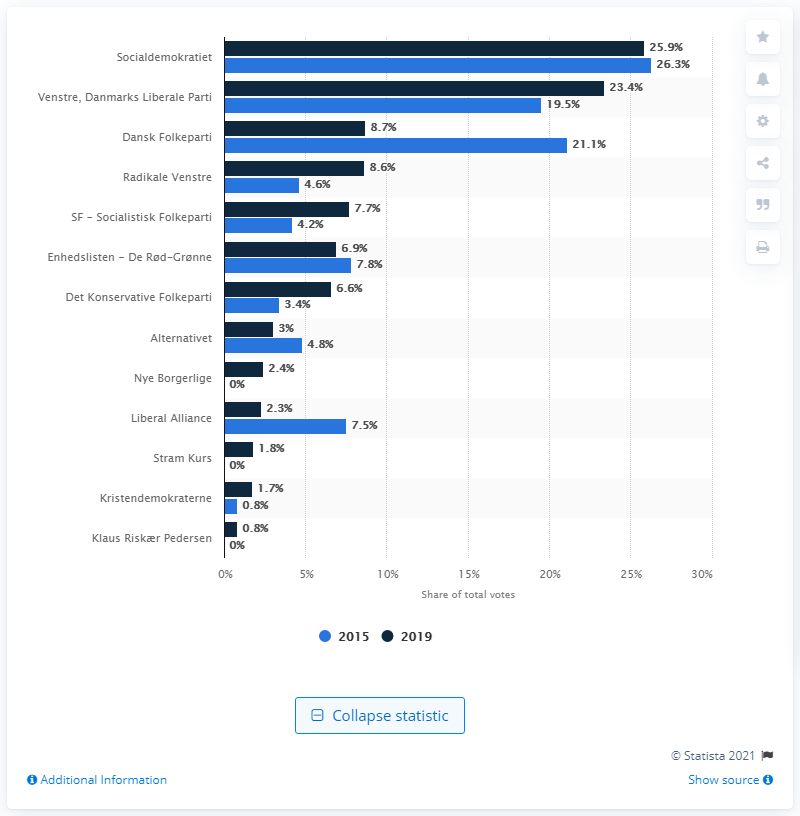 Socialdemokratiet
25.9%
26.3%
Venstre, Danmarks Liberale Parti
23.4%
19.5%
Dansk Folkeparti
8.7%
21.1%
Radikale Venstre
8.6%
4.6%
SF - Socialistisk Folkeparti
7.7%
4.2%
Enhedslisten - De Rød-Grønne
6.9%
7.8%
Det Konservative Folkeparti
6.6%
3.4%
Alternativet
3%
4.8%
Nye Borgerlige
2.4%
0%
Liberal Alliance
2.3%
7.5%
Stram Kurs
1.8%
0%
Kristendemokraterne
1.7%
0.8%
Klaus Riskær Pedersen
0.8%
0%
0% 5% 10% 15% 20% 25% 30%
Share of total votes
2015 2019
Collapse statistic
© Statista 2021
Additional Information
Show source